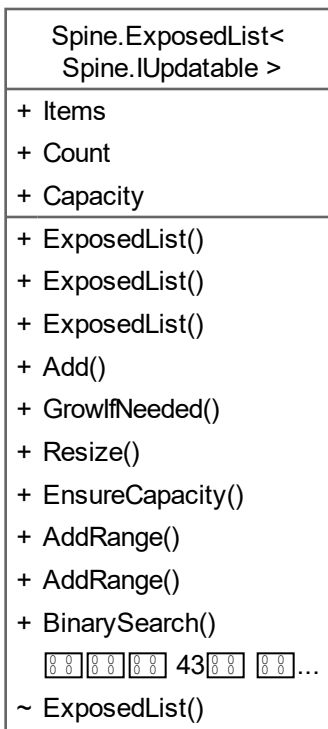 Spine.ExposedList<
Spine.IUpdatable >
+ Items
+ Count
+ Capacity
+ ExposedList()
+ ExposedList()
+ ExposedList()
+ Add()
+ GrowIfNeeded()
+ Resize()
+ EnsureCapacity()
+ AddRange()
+ AddRange()
+ BinarySearch()
43 ...
~ ExposedList()